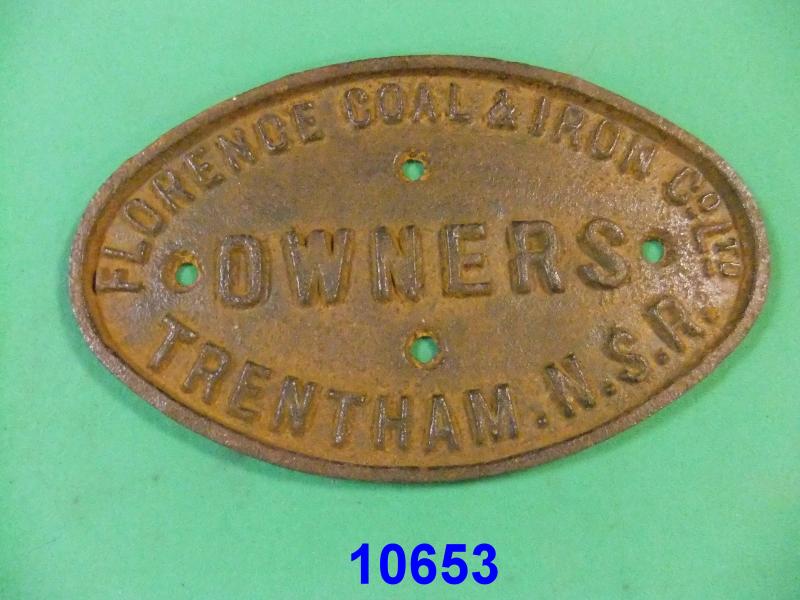 FLORENCE COAL & IRON Co. LTD
OWNERS
TRENTHAM. N.S.R.
10653